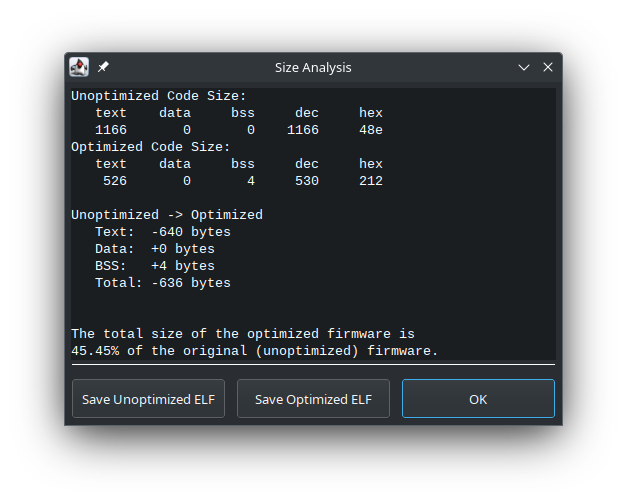 Size Analysis
Unoptimized Code Size:
text data bss dec hex
1166 0 0 1166 48e
Optimized Code Size:
text data bss dec hex
526 0 4 530 212
Unoptimized -> Optimized
Text: -640 bytes
Data: +0 bytes
BSS: +4 bytes
Total: -636 bytes
The total size of the optimized firmware is
45.45% of the original (unoptimized) firmware.
Save Unoptimized ELF Save Optimized ELF OK